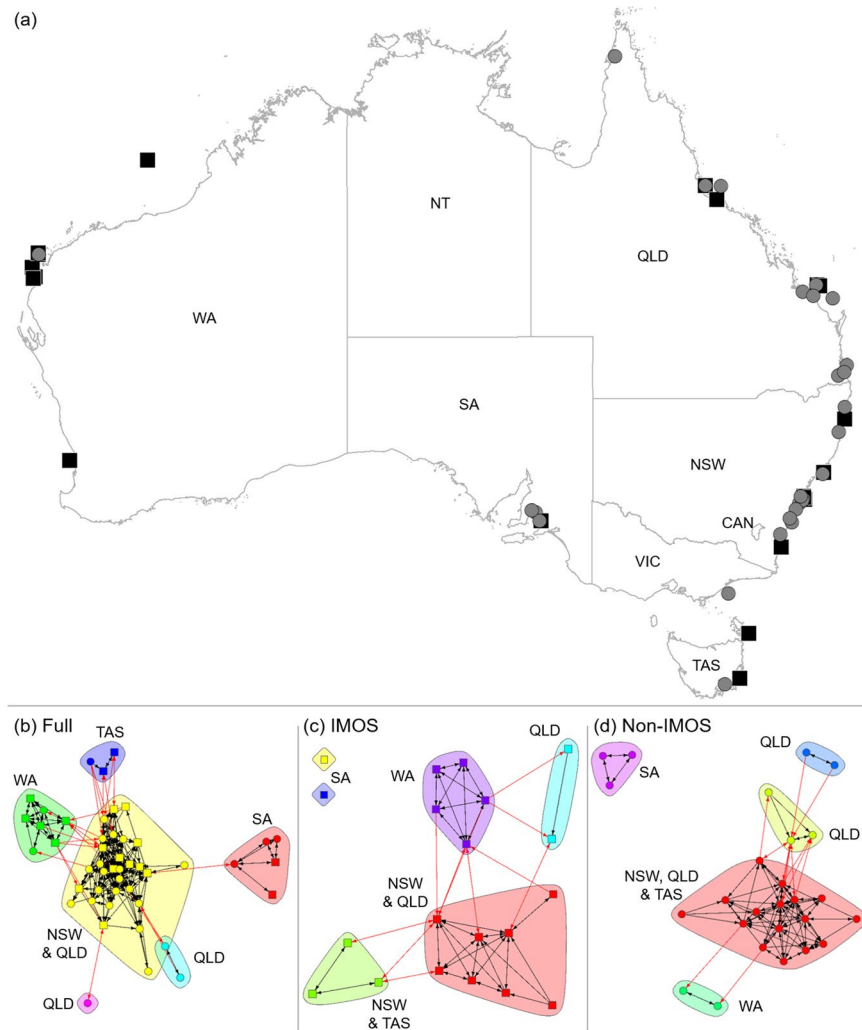 (a)
NT
QLD
WA
SA
NSW
CAN
VIC
TAS
(b) Full
TAS
WA
SA
NSW
& QLD
QLD
QLD
(c) IMOS
SA
WA
QLD
NSW
& QLD
NSW
& TAS
(d) Non-IMOS
SA
QLD
QLD
NSW, QLD
& TAS
WA